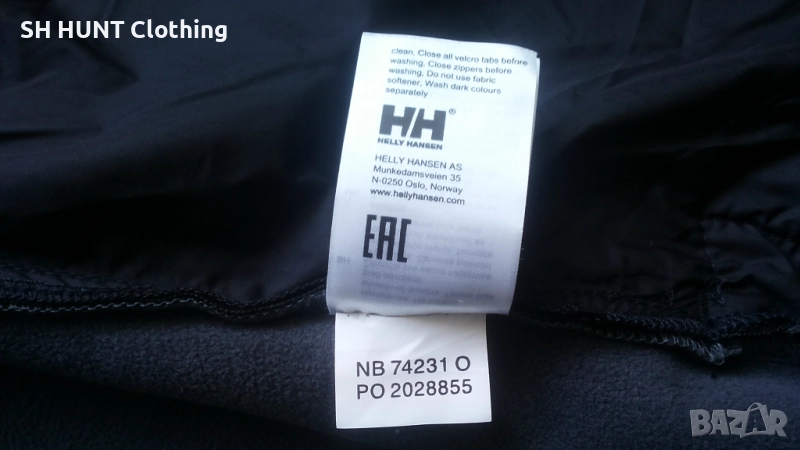 SH HUNT Clothing
clean, Close all velcro tabs before
washing, Close zippers before
washing, Do not use fabric
softener, Wash dark colours
separately
HH®
HELLY HANSEN
HELLY HANSEN AS
Munkedamsveien 35
N-0250 Oslo, Norway
www.hellyhansen.com
EAC
NB 74231 O
PO 2028855
BAZAR